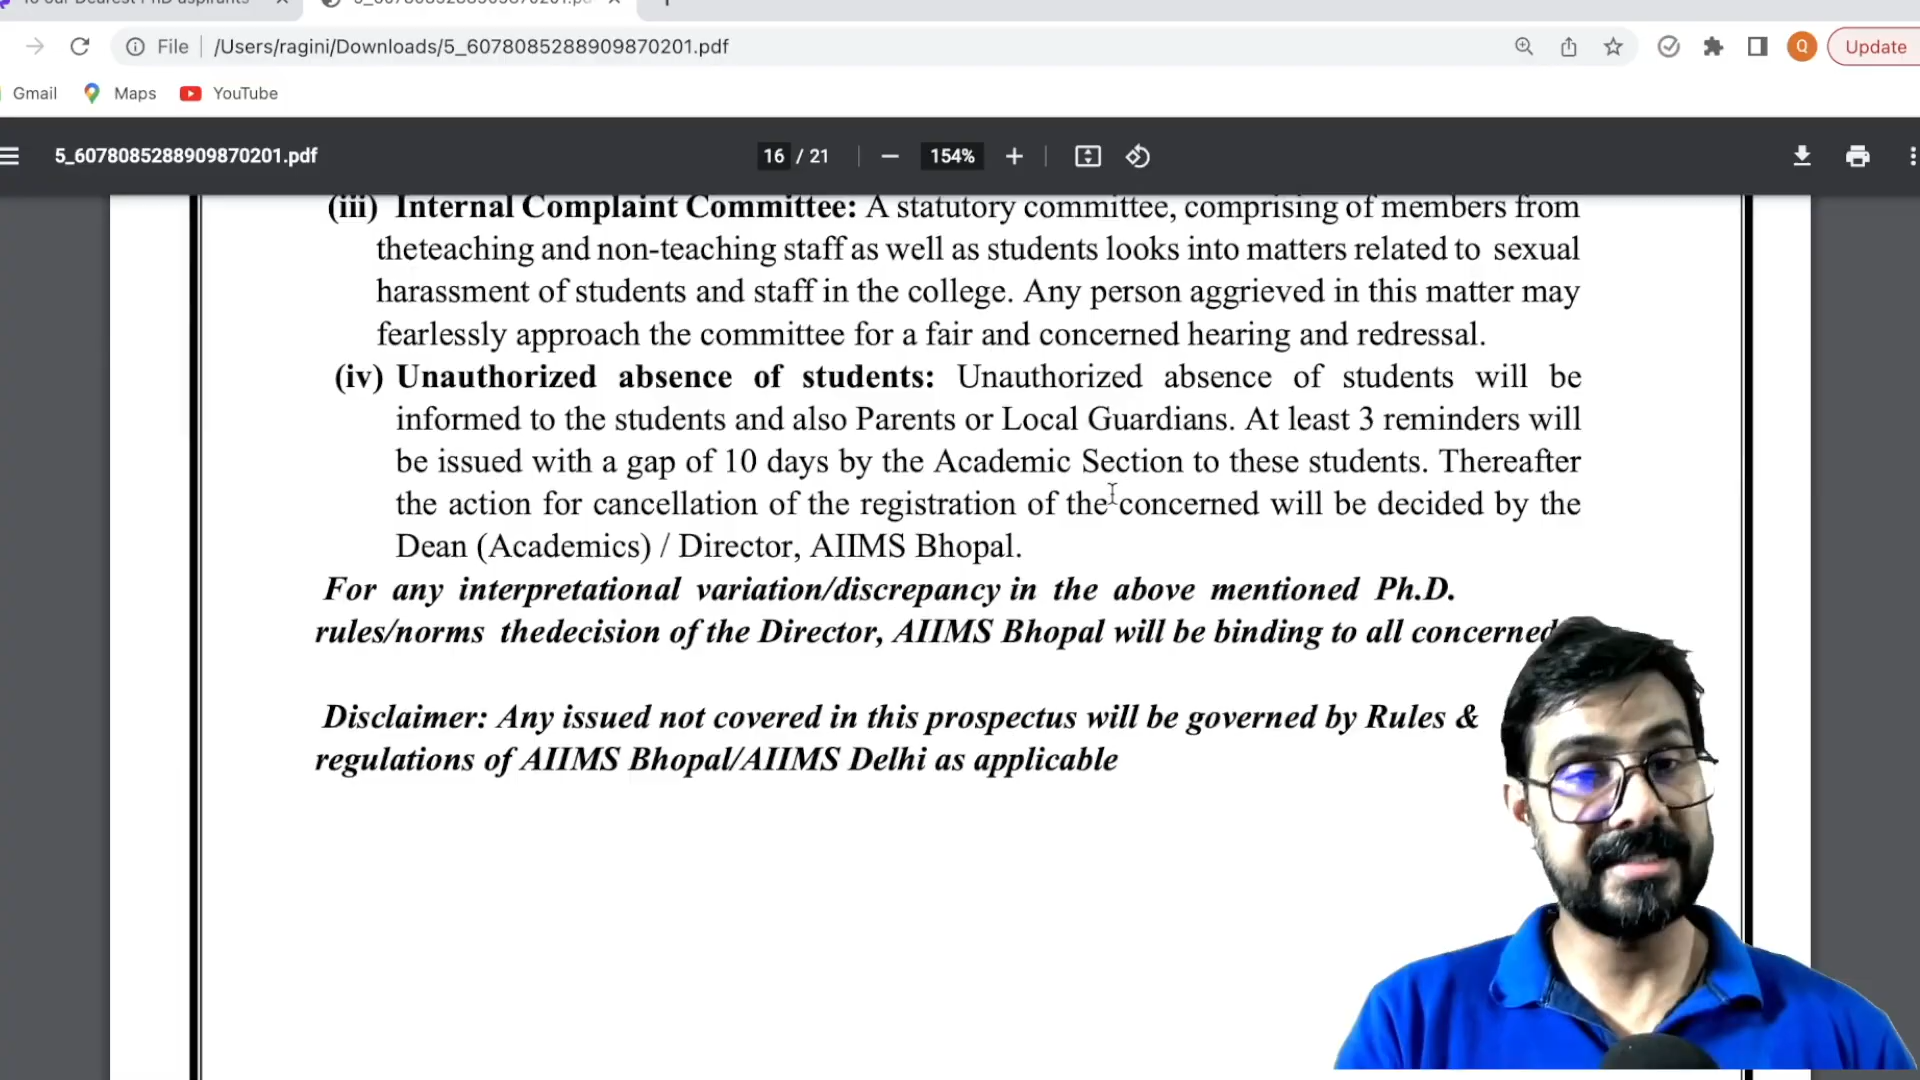 File
/Users/ragini/Downloads/5_6078085288909870201.pdf
Q
Update
Gmail
Maps
YouTube
5_6078085288909870201.pdf
16 / 21
154%
(iii) Internal Complaint Committee: A statutory committee, comprising of members from
theteaching and non-teaching staff as well as students looks into matters related to sexual
harassment of students and staff in the college. Any person aggrieved in this matter may
fearlessly approach the committee for a fair and concerned hearing and redressal.
(iv) Unauthorized absence of students: Unauthorized absence of students will be
informed to the students and also Parents or Local Guardians. At least 3 reminders will
be issued with a gap of 10 days by the Academic Section to these students. Thereafter
the action for cancellation of the registration of the concerned will be decided by the
Dean (Academics) / Director, AIIMS Bhopal.
For any interpretational variation/discrepancy in the above mentioned Ph.D.
rules/norms thedecision of the Director, AIIMS Bhopal will be binding to all concerned
Disclaimer: Any issued not covered in this prospectus will be governed by Rules &
regulations of AIIMS Bhopal/AIIMS Delhi as applicable